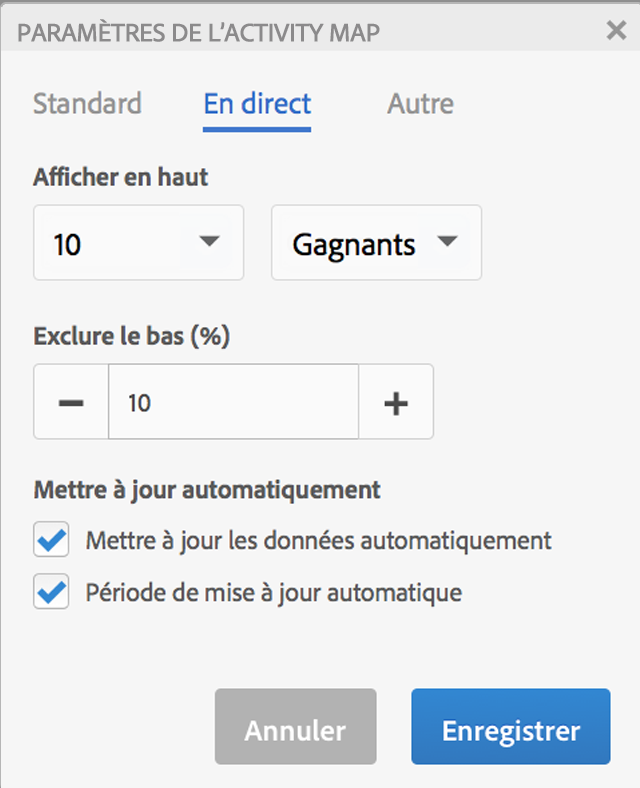 PARAMÈTRES DE L’ACTIVITY MAP
Standard En direct Autre
Afficher en haut
10 Gagnants
Exclure le bas (%)
10
Mettre à jour automatiquement
Mettre à jour les données automatiquement
Période de mise à jour automatique
Annuler Enregistrer